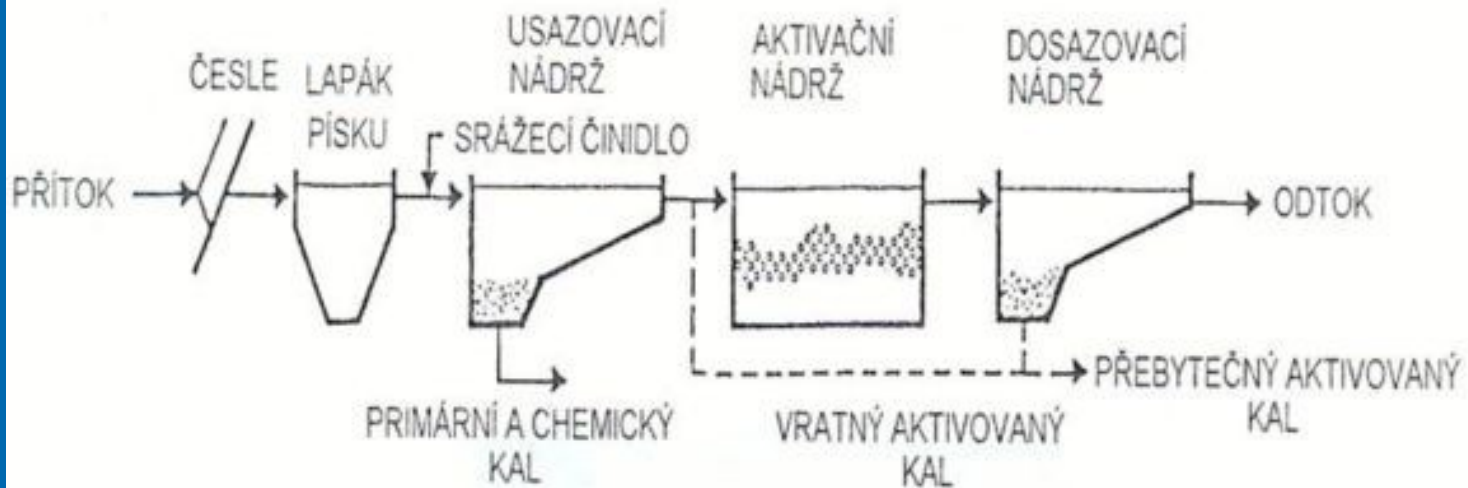 ČESLE
LAPÁK
PÍSKU
USAZOVACÍ
NÁDRŽ
AKTIVAČNÍ
NÁDRŽ
DOSAZOVACÍ
NÁDRŽ
SRÁŽECÍ ČINIDLO
PŘÍTOK
ODTOK
PRIMÁRNÍ A CHEMICKÝ
KAL
VRATNÝ AKTIVOVANÝ
KAL
PŘEBYTEČNÝ AKTIVOVANÝ
KAL